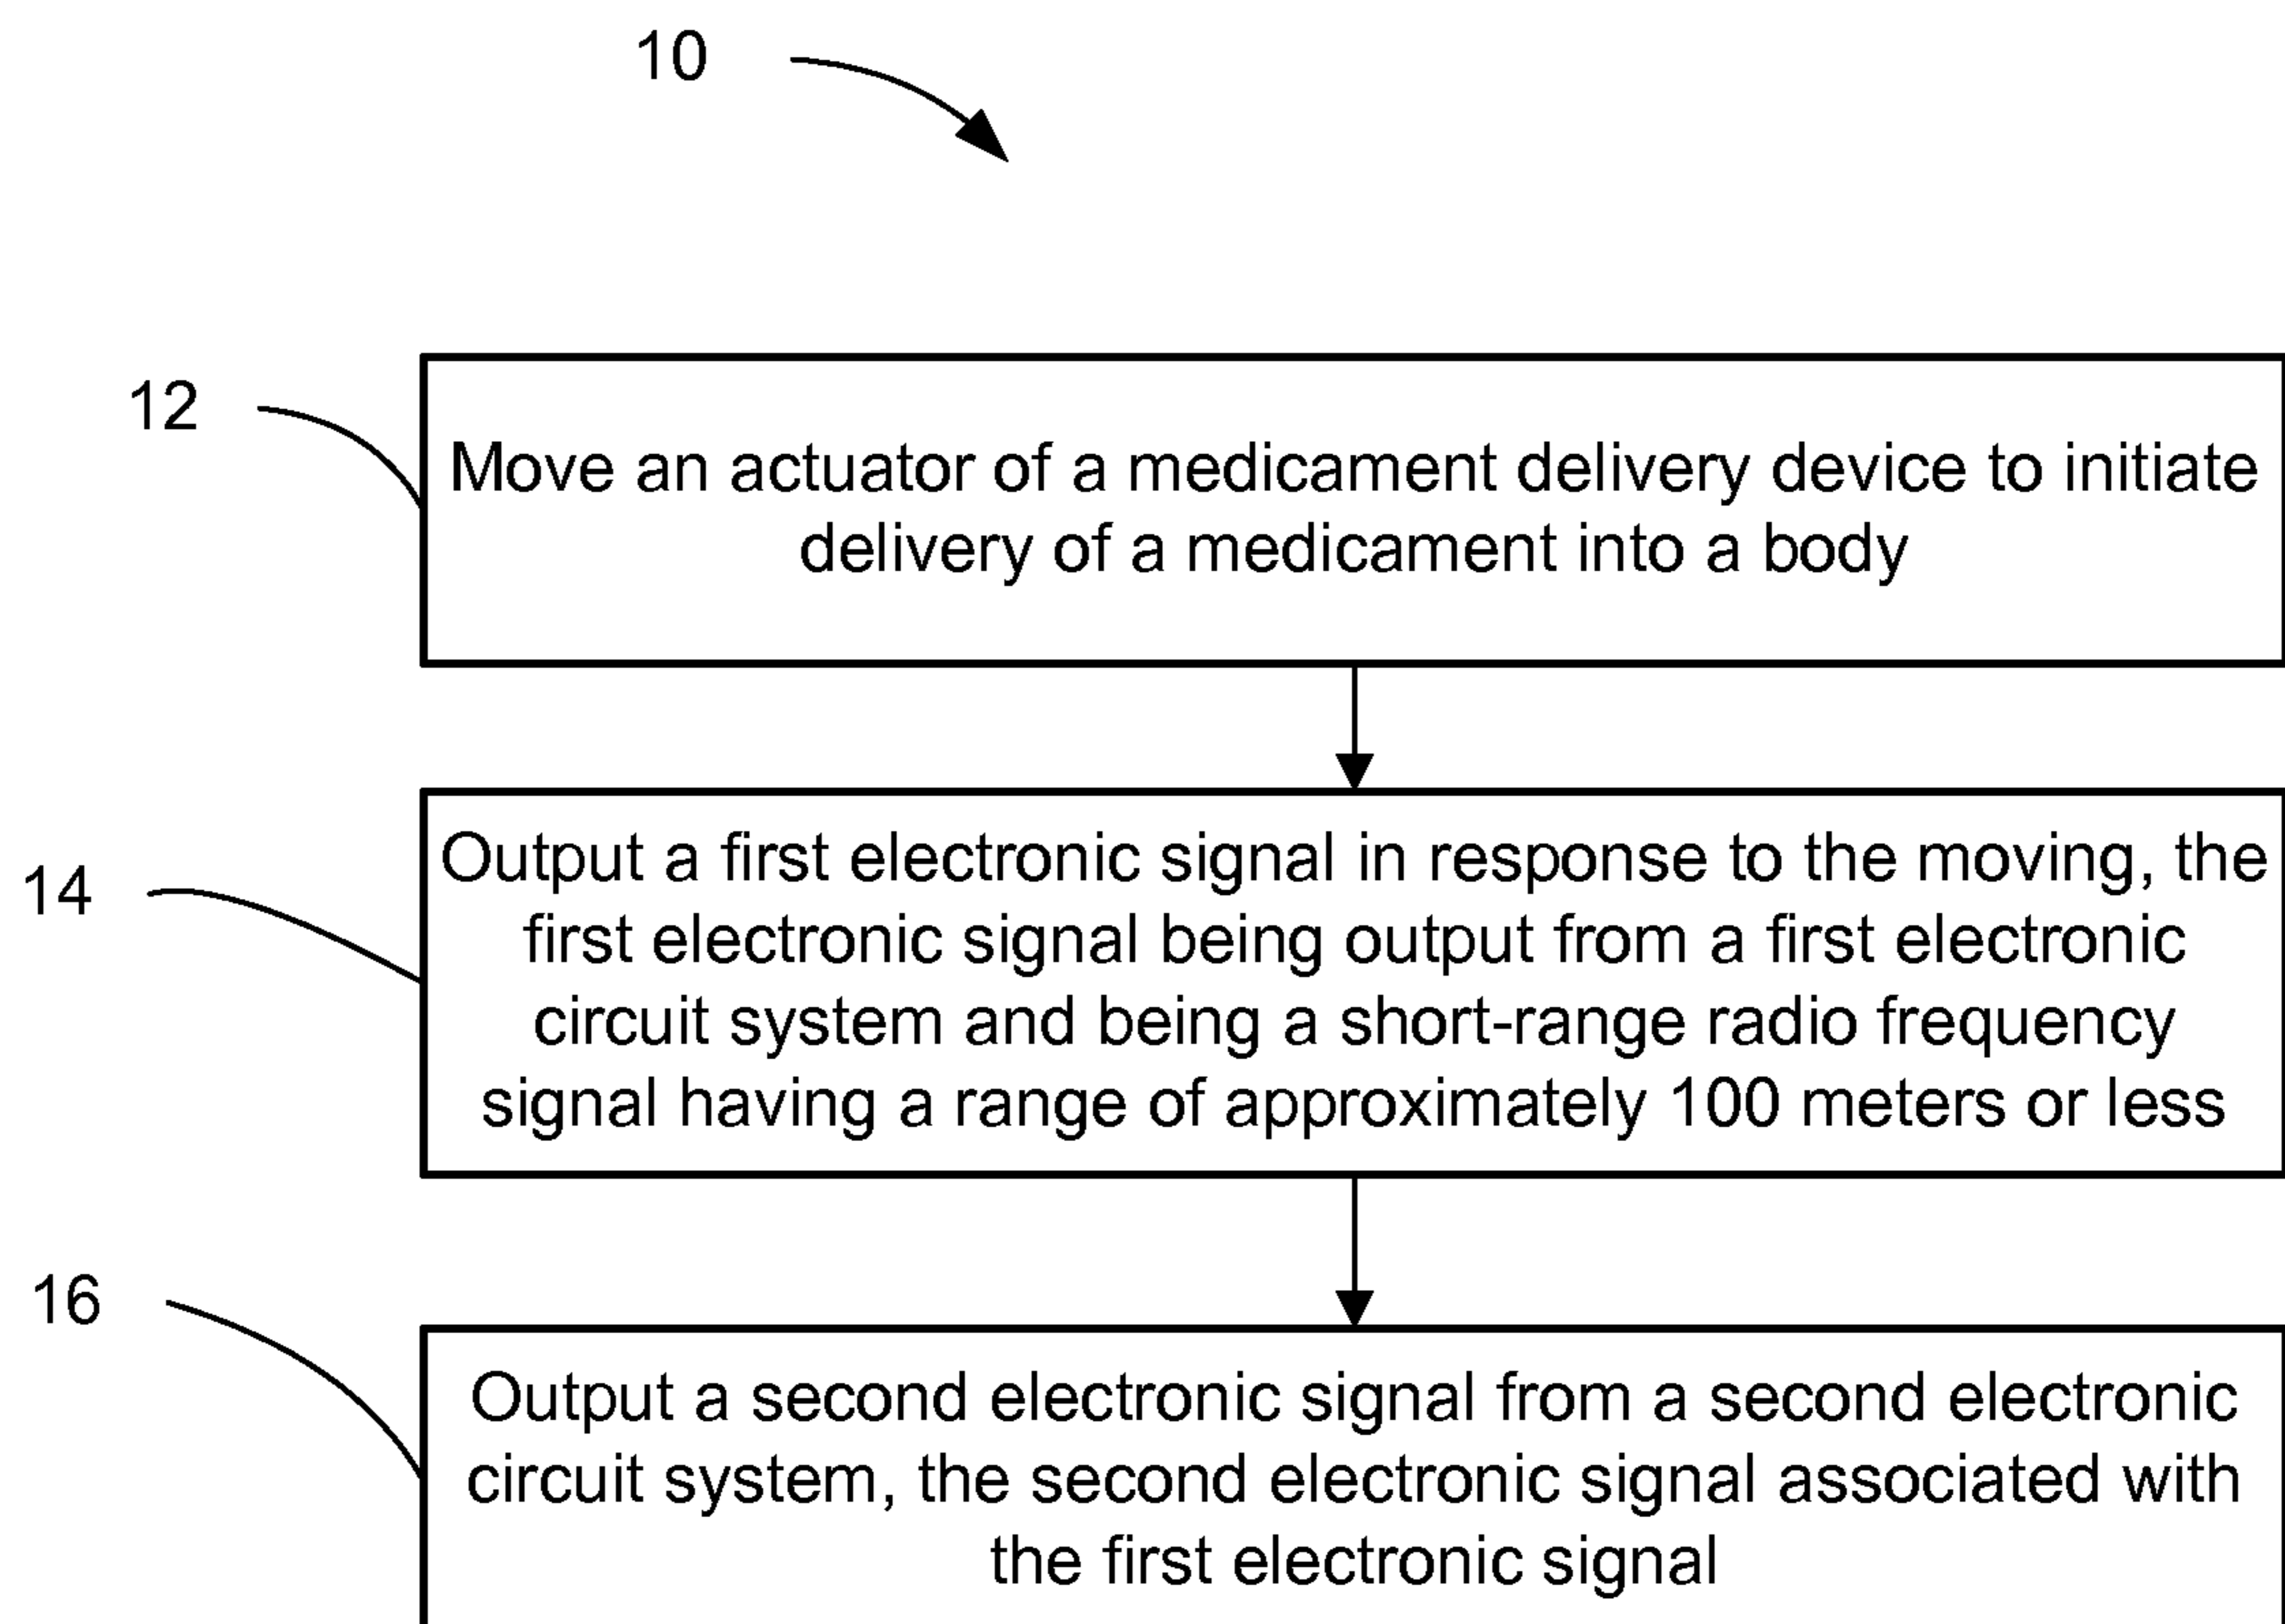 10
12
Move an actuator of a medicament delivery device to initiate
delivery of a medicament into a body
14
Output a first electronic signal in response to the moving, the
first electronic signal being output from a first electronic
circuit system and being a short-range radio frequency
signal having a range of approximately 100 meters or less
16
Output a second electronic signal from a second electronic
circuit system, the second electronic signal associated with
the first electronic signal